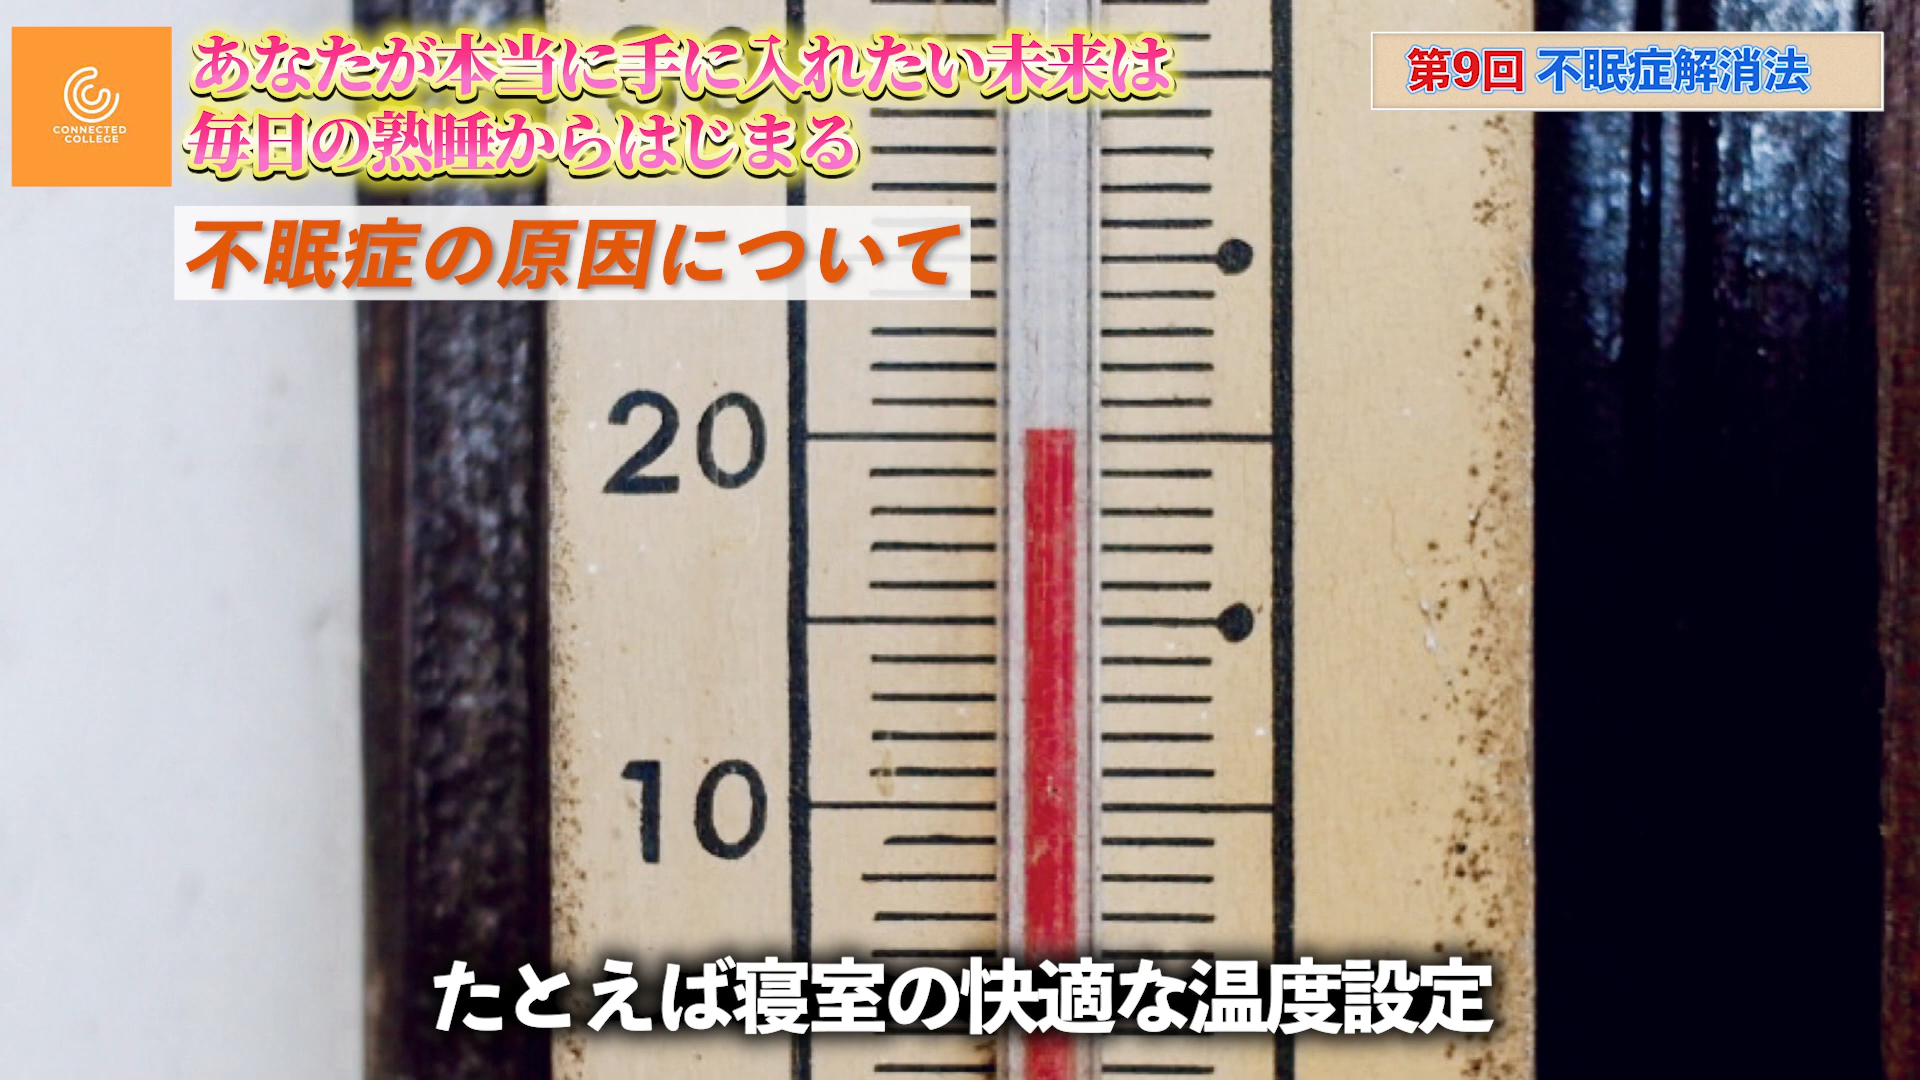 CONNECTED
COLLEGE
あなたが本当に手に入れたい未来は
毎日の熟睡からはじまる
第9回 不眠症解消法
不眠症の原因について
20
10
たとえば寝室の快適な温度設定